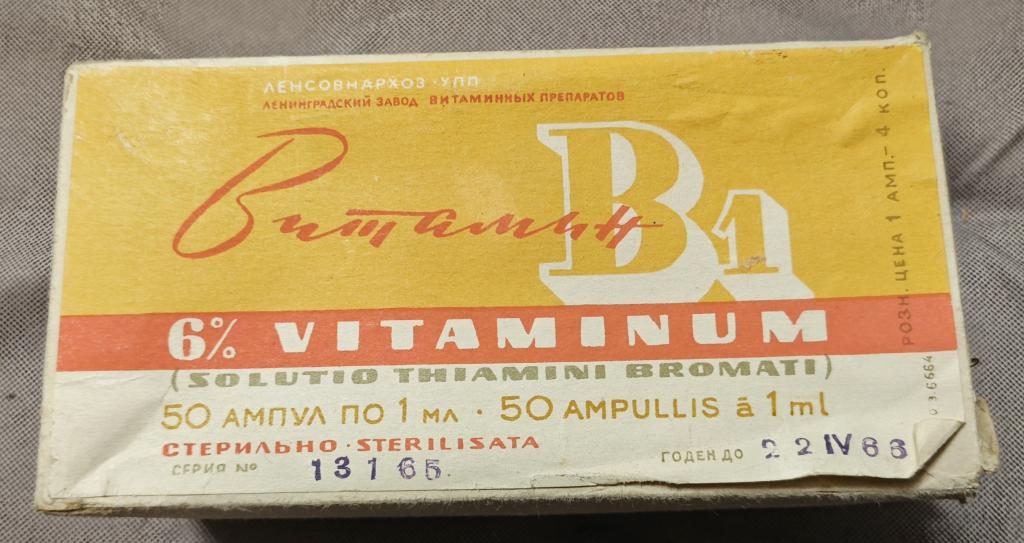 ЛЕНСОВНАРХОЗ · УПП
ЛЕНИНГРАДСКИЙ ЗАВОД ВИТАМИННЫХ ПРЕПАРАТОВ
Витамин B1
6% VITAMINUM
(SOLUTIO THIAMINI BROMATI)
50 АМПУЛ ПО 1 МЛ · 50 AMPULLIS ā 1 ml
СТЕРИЛЬНО · STERILISATA
СЕРИЯ № 13165
ГОДЕН ДО 22 IV 66
РОЗН. ЦЕНА 1 АМП.– 4 КОП.